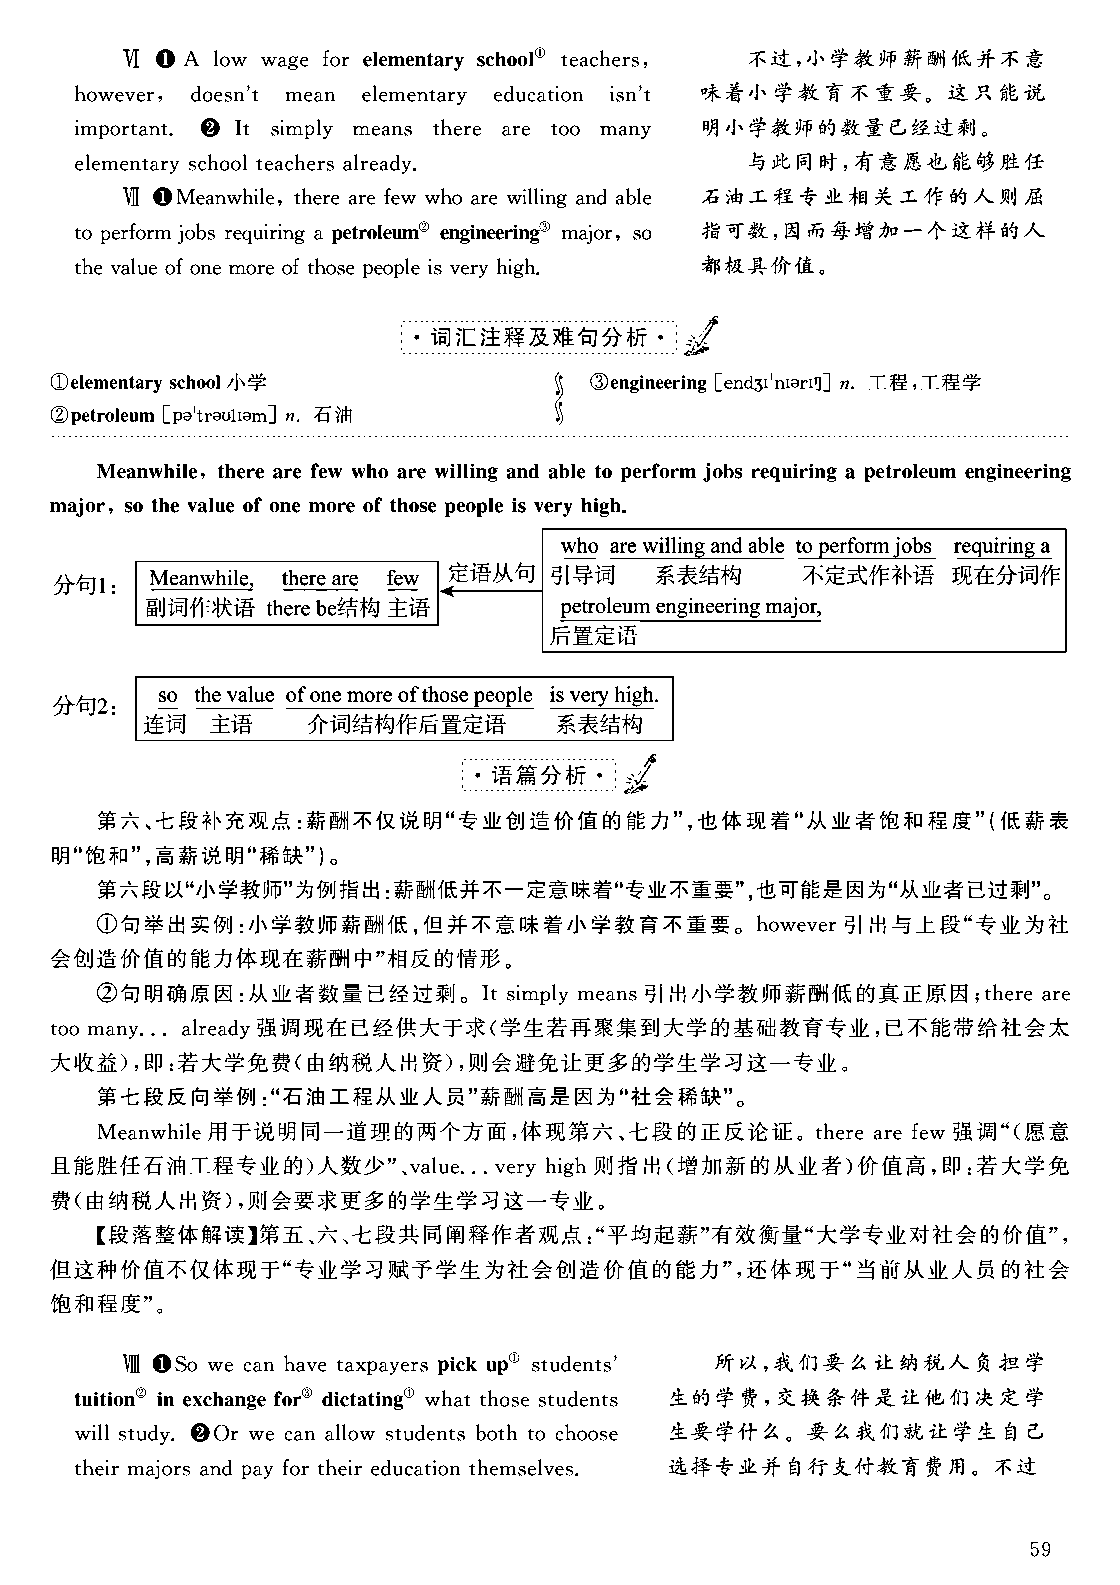 Ⅵ ❶ A low wage for elementary school① teachers,
however, doesn't mean elementary education isn't
important. ❷ It simply means there are too many
elementary school teachers already.
Ⅶ ❶Meanwhile, there are few who are willing and able
to perform jobs requiring a petroleum② engineering③ major, so
the value of one more of those people is very high.
不过,小学教师薪酬低并不意
味着小学教育不重要。这只能说
明小学教师的数量已经过剩。
与此同时,有意愿也能够胜任
石油工程专业相关工作的人则屈
指可数,因而每增加一个这样的人
都极具价值。
·词汇注释及难句分析·
①elementary school 小学
②petroleum [pəˈtrəʊlɪəm] n. 石油
③engineering [endʒɪˈnɪərɪŋ] n. 工程,工程学
Meanwhile, there are few who are willing and able to perform jobs requiring a petroleum engineering
major, so the value of one more of those people is very high.
分句1:
Meanwhile, there are few
副词作状语 there be结构 主语
定语从句
who are willing and able to perform jobs requiring a
引导词 系表结构 不定式作补语 现在分词作
petroleum engineering major,
后置定语
分句2:
so the value of one more of those people is very high.
连词 主语 介词结构作后置定语 系表结构
·语篇分析·
第六、七段补充观点:薪酬不仅说明“专业创造价值的能力”,也体现着“从业者饱和程度”(低薪表
明“饱和”,高薪说明“稀缺”)。
第六段以“小学教师”为例指出:薪酬低并不一定意味着“专业不重要”,也可能是因为“从业者已过剩”。
①句举出实例:小学教师薪酬低,但并不意味着小学教育不重要。however 引出与上段“专业为社
会创造价值的能力体现在薪酬中”相反的情形。
②句明确原因:从业者数量已经过剩。It simply means 引出小学教师薪酬低的真正原因;there are
too many... already 强调现在已经供大于求(学生若再聚集到大学的基础教育专业,已不能带给社会太
大收益),即:若大学免费(由纳税人出资),则会避免让更多的学生学习这一专业。
第七段反向举例:“石油工程从业人员”薪酬高是因为“社会稀缺”。
Meanwhile 用于说明同一道理的两个方面,体现第六、七段的正反论证。there are few 强调“(愿意
且能胜任石油工程专业的)人数少”、value... very high 则指出(增加新的从业者)价值高,即:若大学免
费(由纳税人出资),则会要求更多的学生学习这一专业。
【段落整体解读】第五、六、七段共同阐释作者观点:“平均起薪”有效衡量“大学专业对社会的价值”,
但这种价值不仅体现于“专业学习赋予学生为社会创造价值的能力”,还体现于“当前从业人员的社会
饱和程度”。
Ⅷ ❶So we can have taxpayers pick up① students'
tuition② in exchange for③ dictating④ what those students
will study. ❷Or we can allow students both to choose
their majors and pay for their education themselves.
所以,我们要么让纳税人负担学
生的学费,交换条件是让他们决定学
生要学什么。要么我们就让学生自己
选择专业并自行支付教育费用。不过
59